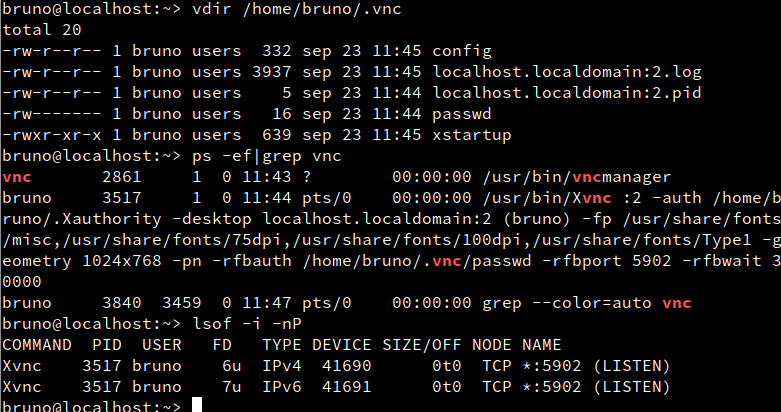 bruno@localhost:~> vdir /home/bruno/.vnc
total 20
-rw-r--r-- 1 bruno users  332 sep 23 11:45 config
-rw-r--r-- 1 bruno users 3937 sep 23 11:45 localhost.localdomain:2.log
-rw-r--r-- 1 bruno users    5 sep 23 11:44 localhost.localdomain:2.pid
-rw------- 1 bruno users   16 sep 23 11:44 passwd
-rwxr-xr-x 1 bruno users  639 sep 23 11:45 xstartup
bruno@localhost:~> ps -ef|grep vnc
vnc       2861     1  0 11:43 ?        00:00:00 /usr/bin/vncmanager
bruno     3517     1  0 11:44 pts/0    00:00:00 /usr/bin/Xvnc :2 -auth /home/b
runo/.Xauthority -desktop localhost.localdomain:2 (bruno) -fp /usr/share/fonts
/misc,/usr/share/fonts/75dpi,/usr/share/fonts/100dpi,/usr/share/fonts/Type1 -g
eometry 1024x768 -pn -rfbauth /home/bruno/.vnc/passwd -rfbport 5902 -rfbwait 3
0000
bruno     3840  3459  0 11:47 pts/0    00:00:00 grep --color=auto vnc
bruno@localhost:~> lsof -i -nP
COMMAND  PID  USER   FD   TYPE DEVICE SIZE/OFF NODE NAME
Xvnc    3517 bruno    6u  IPv4  41690      0t0  TCP *:5902 (LISTEN)
Xvnc    3517 bruno    7u  IPv6  41691      0t0  TCP *:5902 (LISTEN)
bruno@localhost:~>